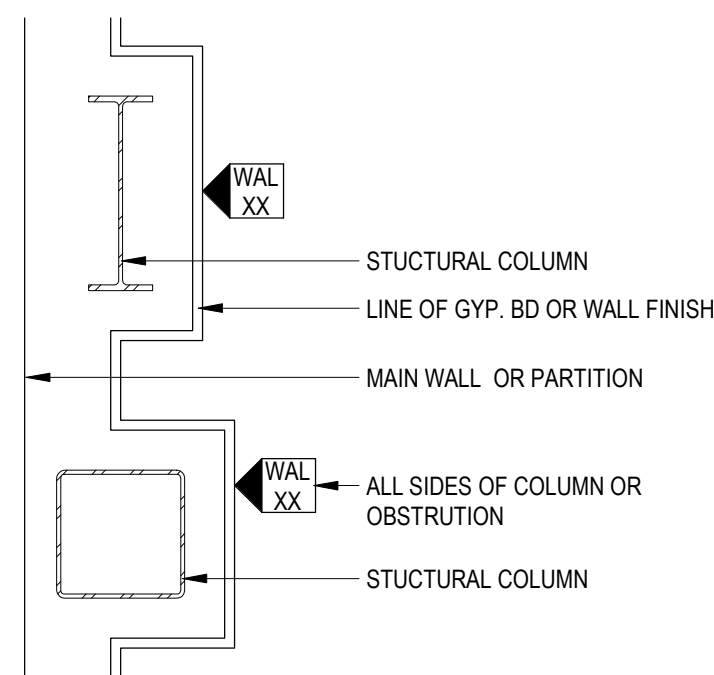 WAL
XX
STUCTURAL COLUMN
LINE OF GYP. BD OR WALL FINISH
MAIN WALL OR PARTITION
WAL
XX
ALL SIDES OF COLUMN OR
OBSTRUTION
STUCTURAL COLUMN